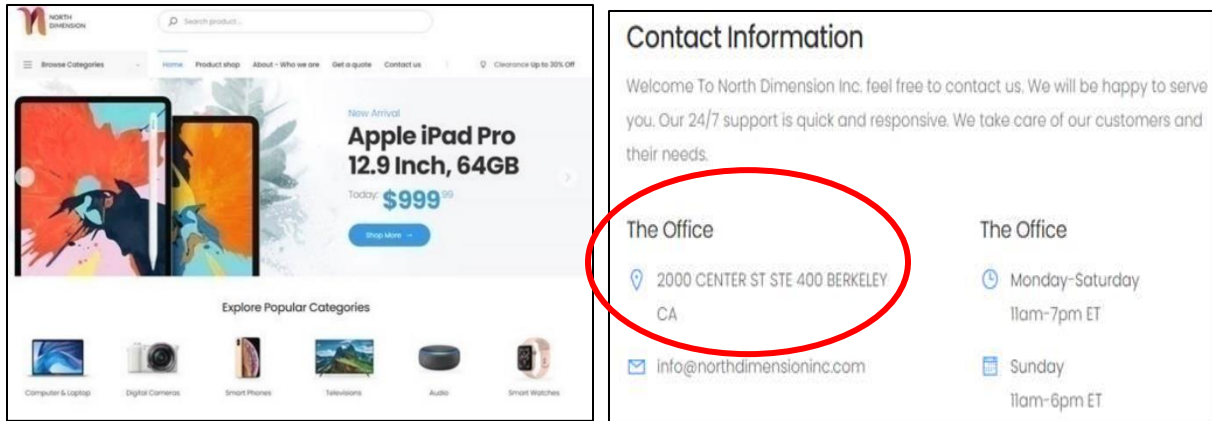 NORTH
DIMENSION
Search product...
Browse Categories
Home
Product shop
About - Who we are
Get a quote
Contact us
Clearance Up to 30% Off
New Arrival
Apple iPad Pro
12.9 Inch, 64GB
Today: $999.99
Shop More →
Explore Popular Categories
Computer & Laptop
Digital Cameras
Smart Phones
Televisions
Audio
Smart Watches
Contact Information
Welcome To North Dimension Inc. feel free to contact us. We will be happy to serve
you. Our 24/7 support is quick and responsive. We take care of our customers and
their needs.
The Office
2000 CENTER ST STE 400 BERKELEY
CA
info@northdimensioninc.com
The Office
Monday-Saturday
11am-7pm ET
Sunday
11am-6pm ET